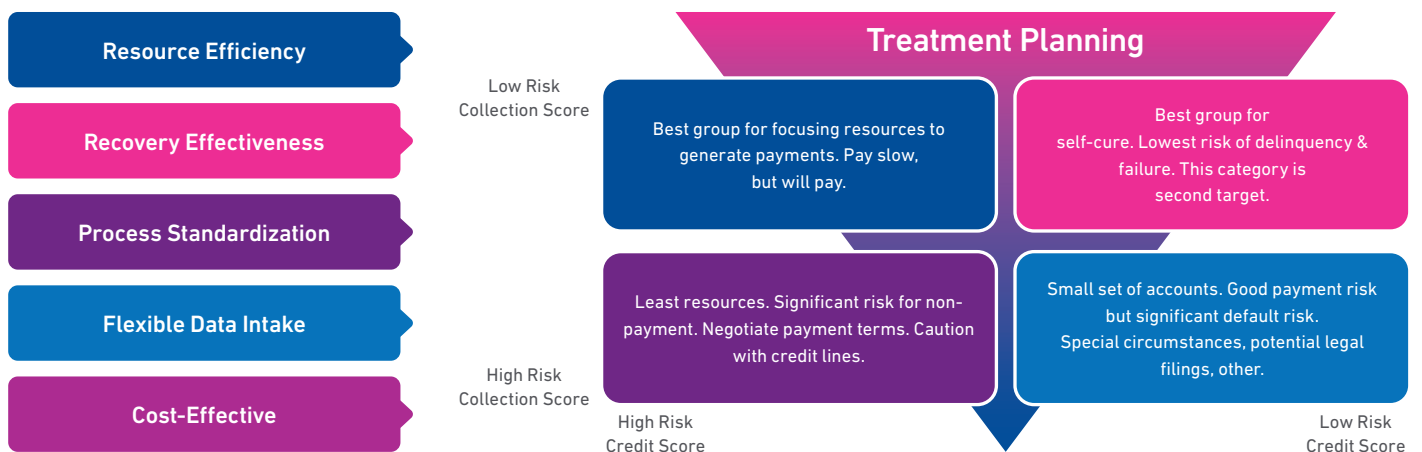 Resource Efficiency
Recovery Effectiveness
Process Standardization
Flexible Data Intake
Cost-Effective
Treatment Planning
Low Risk
Collection Score
Best group for focusing resources to
generate payments. Pay slow,
but will pay.
Best group for
self-cure. Lowest risk of delinquency &
failure. This category is
second target.
Least resources. Significant risk for non-
payment. Negotiate payment terms. Caution
with credit lines.
Small set of accounts. Good payment risk
but significant default risk.
Special circumstances, potential legal
filings, other.
High Risk
Collection Score
High Risk
Credit Score
Low Risk
Credit Score